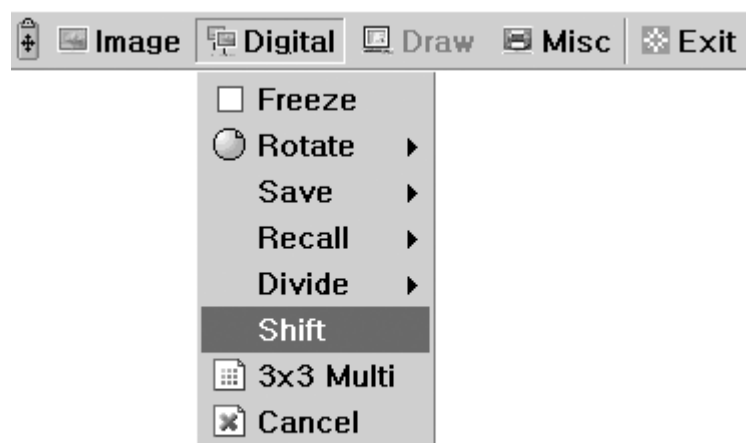 Image Digital Draw Misc Exit
Freeze
Rotate
Save
Recall
Divide
Shift
3x3 Multi
Cancel